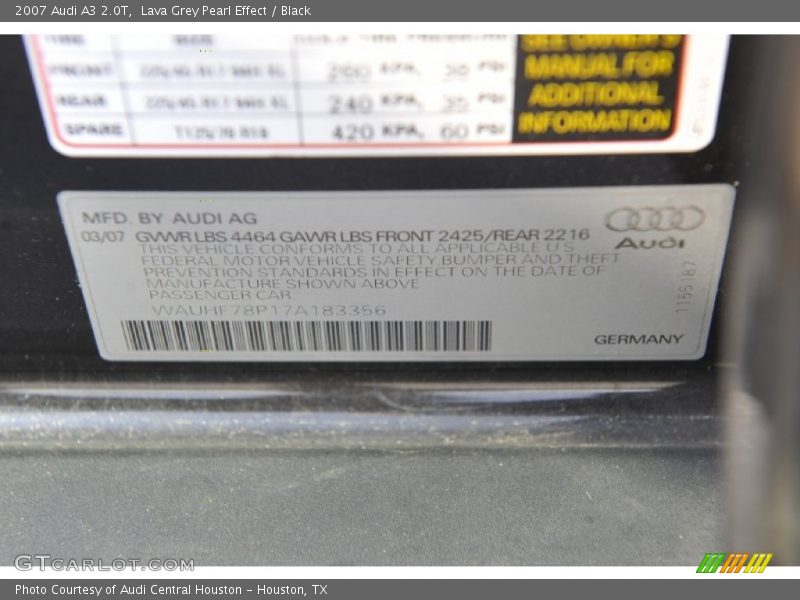 2007 Audi A3 2.0T, Lava Grey Pearl Effect / Black
FRONT 260 KPA, 38 PSI
REAR 240 KPA, 35 PSI
SPARE T125/70 R18 420 KPA, 60 PSI
SEE OWNER'S
MANUAL FOR
ADDITIONAL
INFORMATION
MFD. BY AUDI AG
03/07 GVWR LBS 4464 GAWR LBS FRONT 2425/REAR 2216
THIS VEHICLE CONFORMS TO ALL APPLICABLE U S
FEDERAL MOTOR VEHICLE SAFETY, BUMPER AND THEFT
PREVENTION STANDARDS IN EFFECT ON THE DATE OF
MANUFACTURE SHOWN ABOVE
PASSENGER CAR
WAUHF78P17A183356
Audi
1155187
GERMANY
GTCARLOT.COM
Photo Courtesy of Audi Central Houston - Houston, TX